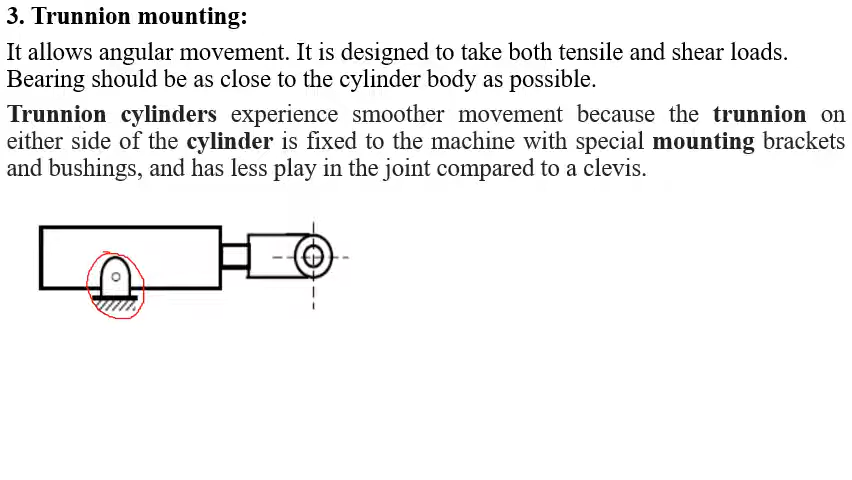 3. Trunnion mounting:
It allows angular movement. It is designed to take both tensile and shear loads.
Bearing should be as close to the cylinder body as possible.
Trunnion cylinders experience smoother movement because the trunnion on
either side of the cylinder is fixed to the machine with special mounting brackets
and bushings, and has less play in the joint compared to a clevis.